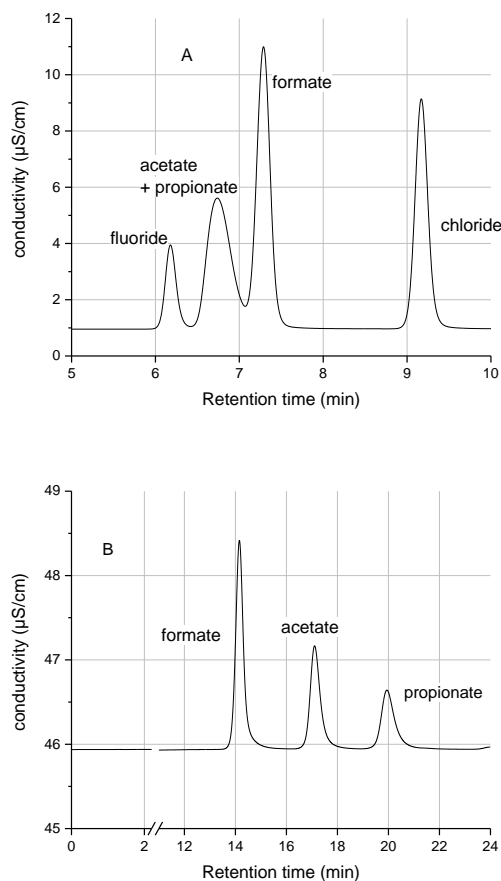 12
A
formate
10
8
acetate
+ propionate
6
fluoride
chloride
4
2
0
conductivity (µS/cm)
5 6 7 8 9 10
Retention time (min)
49
B
48
formate
acetate
47
propionate
46
45
conductivity (µS/cm)
0 2 // 12 14 16 18 20 22 24
Retention time (min)